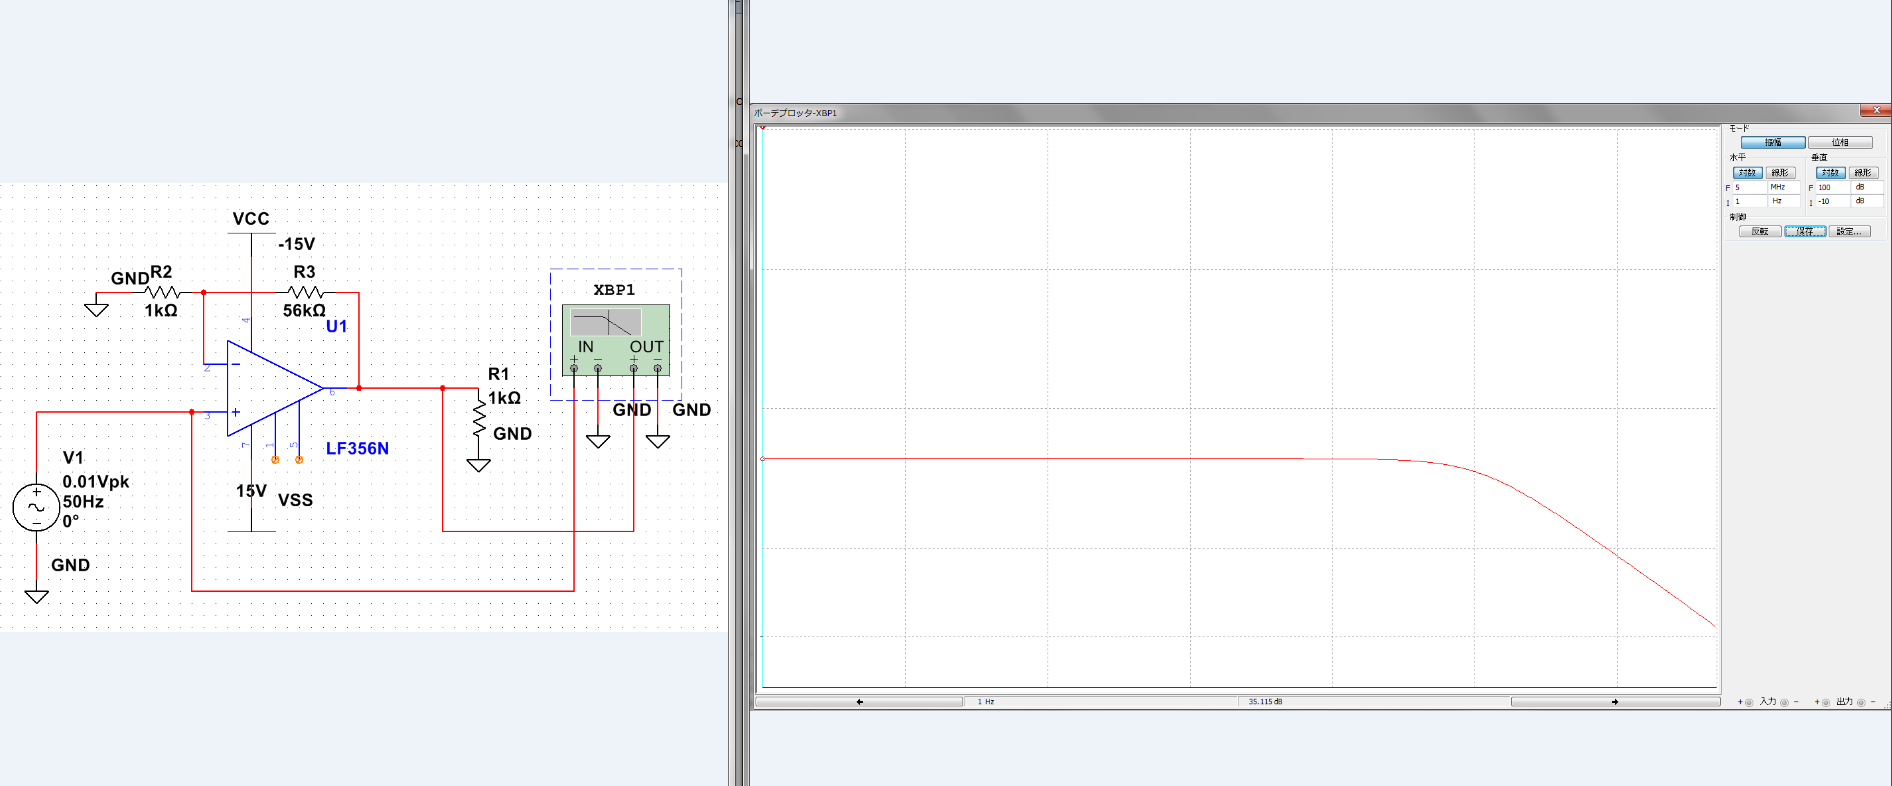 VCC
-15V
GND
R2
R3
1kΩ
56kΩ
U1
4
2
3
6
7
1
5
LF356N
R1
1kΩ
GND
XBP1
IN
OUT
+
−
+
−
GND
GND
V1
0.01Vpk
50Hz
0°
GND
15V
VSS
ボーデプロッタ-XBP1
モード
振幅
位相
水平
垂直
対数
線形
対数
線形
F 5 MHz
F 100 dB
I 1 Hz
I -10 dB
制御
反転
保存
設定...
1 Hz
35.115 dB
+ 入力 −
+ 出力 −